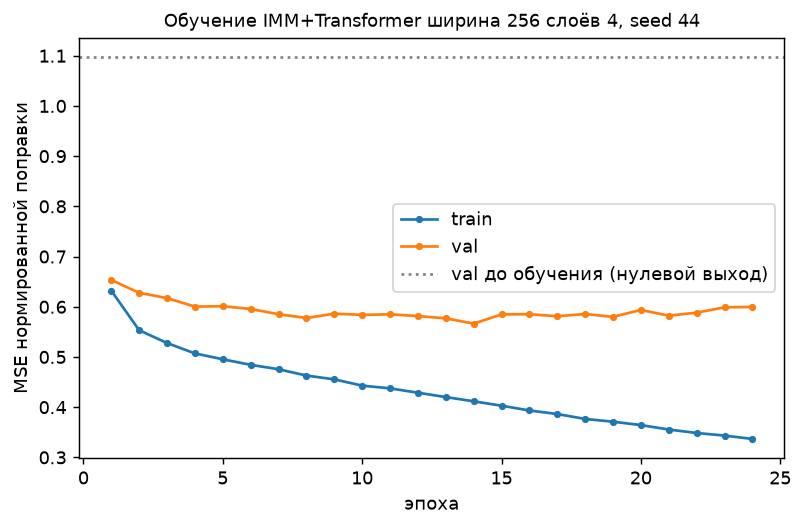 Обучение IMM+Transformer ширина 256 слоёв 4, seed 44
MSE нормированной поправки
1.1
1.0
0.9
0.8
0.7
0.6
0.5
0.4
0.3
train
val
val до обучения (нулевой выход)
0
5
10
15
20
25
эпоха